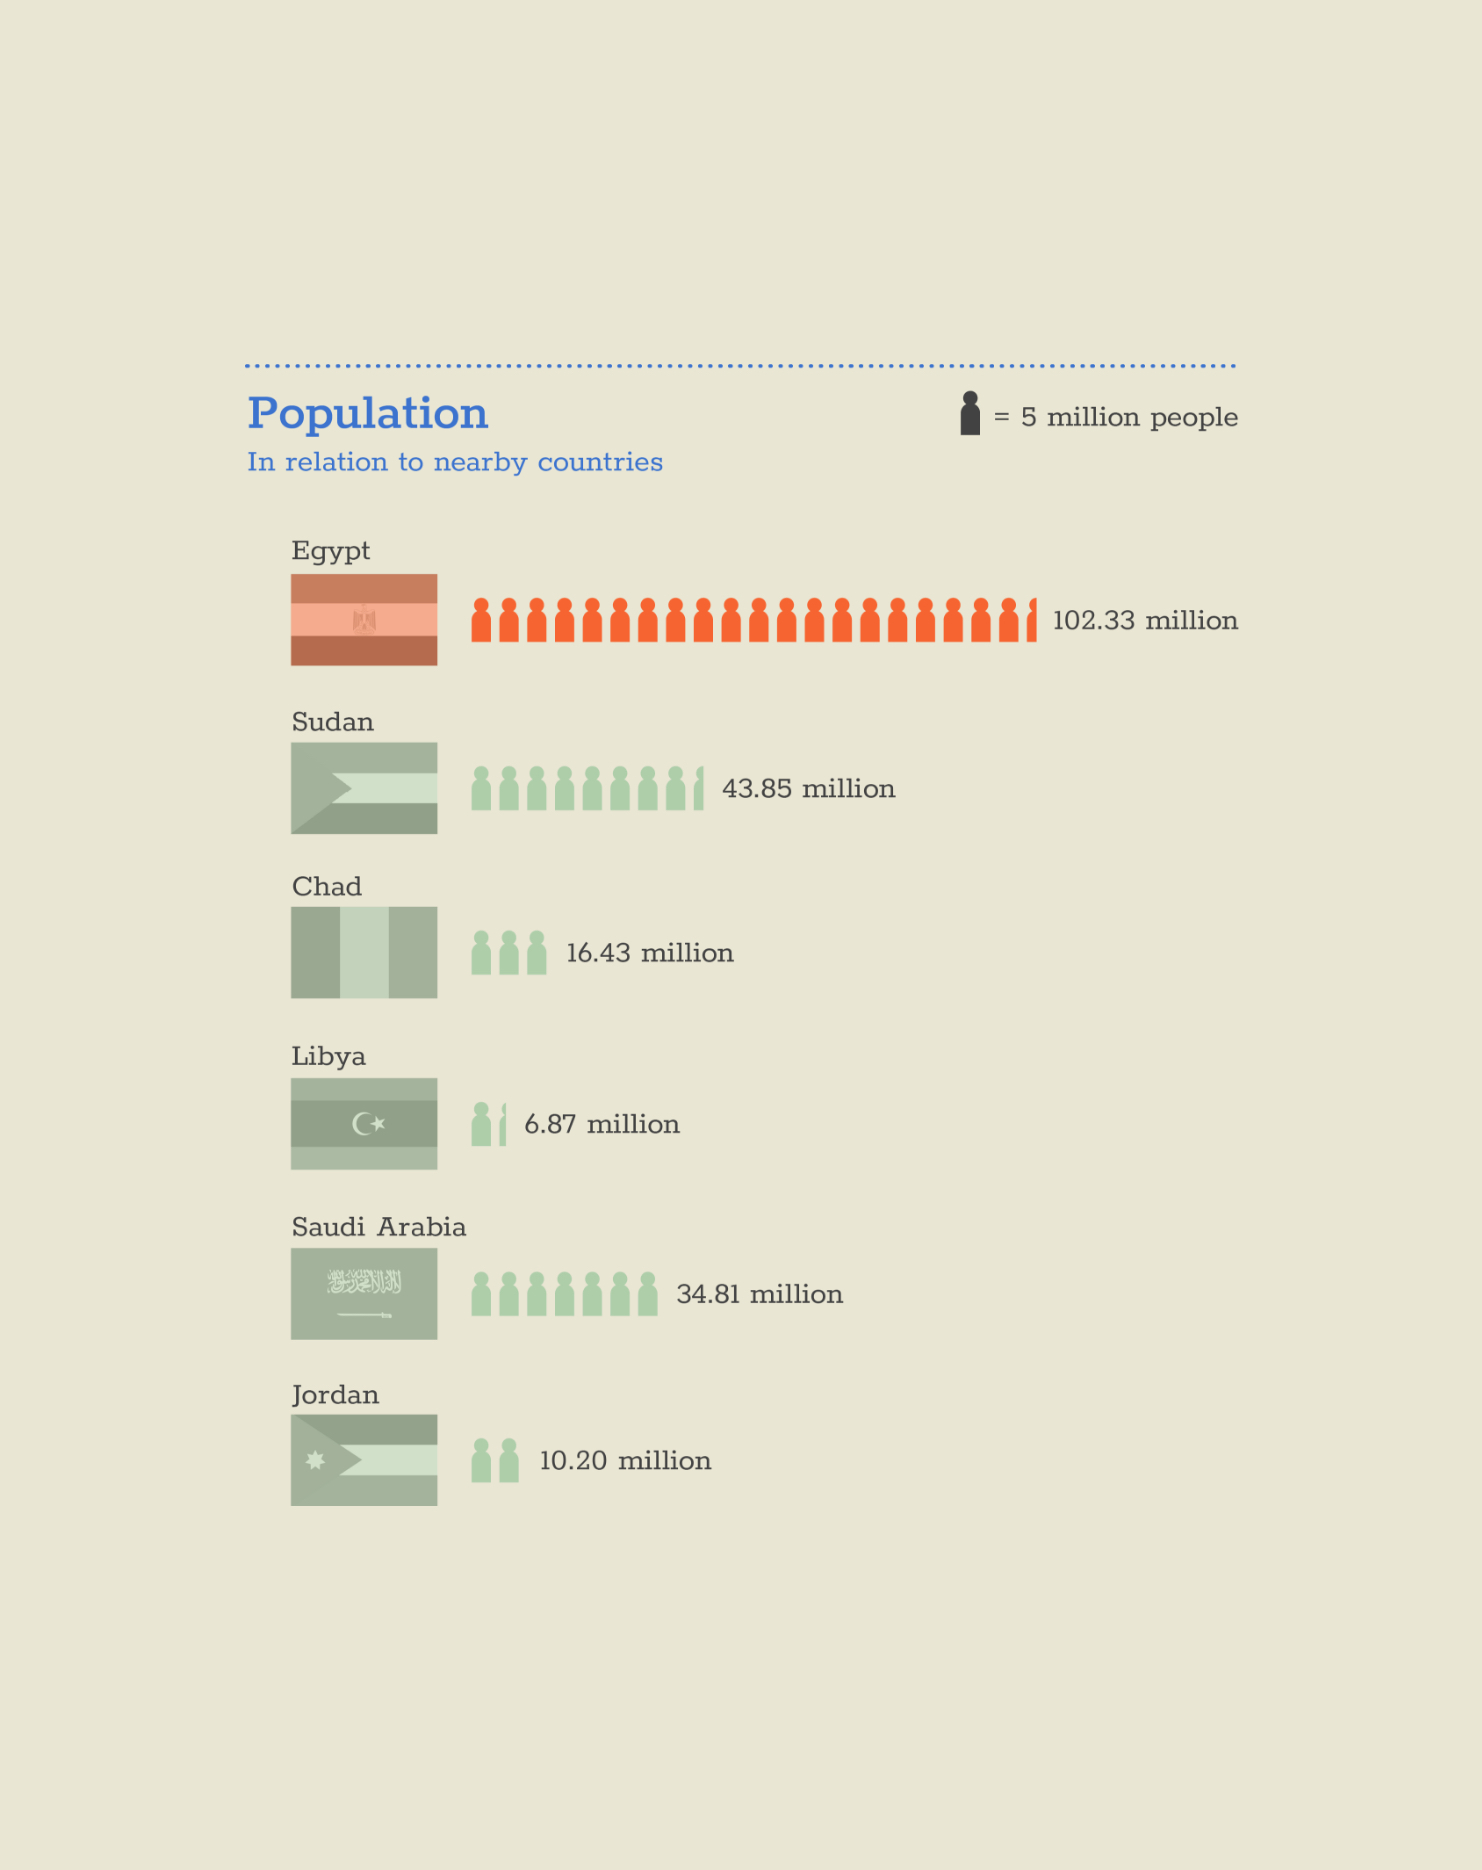 Population
In relation to nearby countries
= 5 million people
Egypt
102.33 million
Sudan
43.85 million
Chad
16.43 million
Libya
6.87 million
Saudi Arabia
34.81 million
Jordan
10.20 million